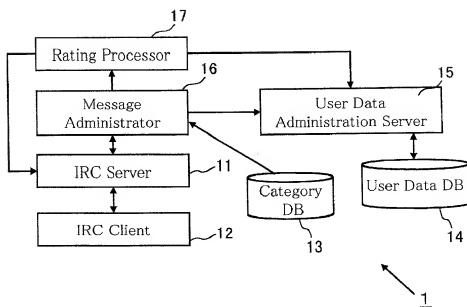 17
Rating Processor
16
15
Message
Administrator
User Data
Administration Server
IRC Server
11
Category
DB
User Data DB
IRC Client
12
13
14
1